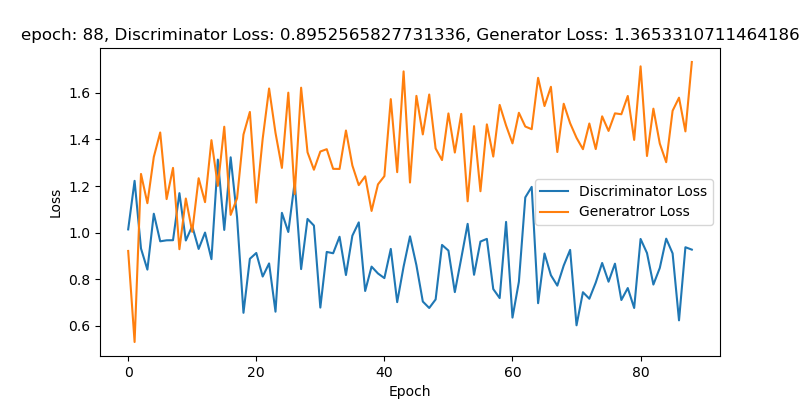 epoch: 88, Discriminator Loss: 0.8952565827731336, Generator Loss: 1.3653310711464186
1.6
1.4
1.2
1.0
0.8
0.6
Loss
Discriminator Loss
Generatror Loss
0 20 40 60 80
Epoch